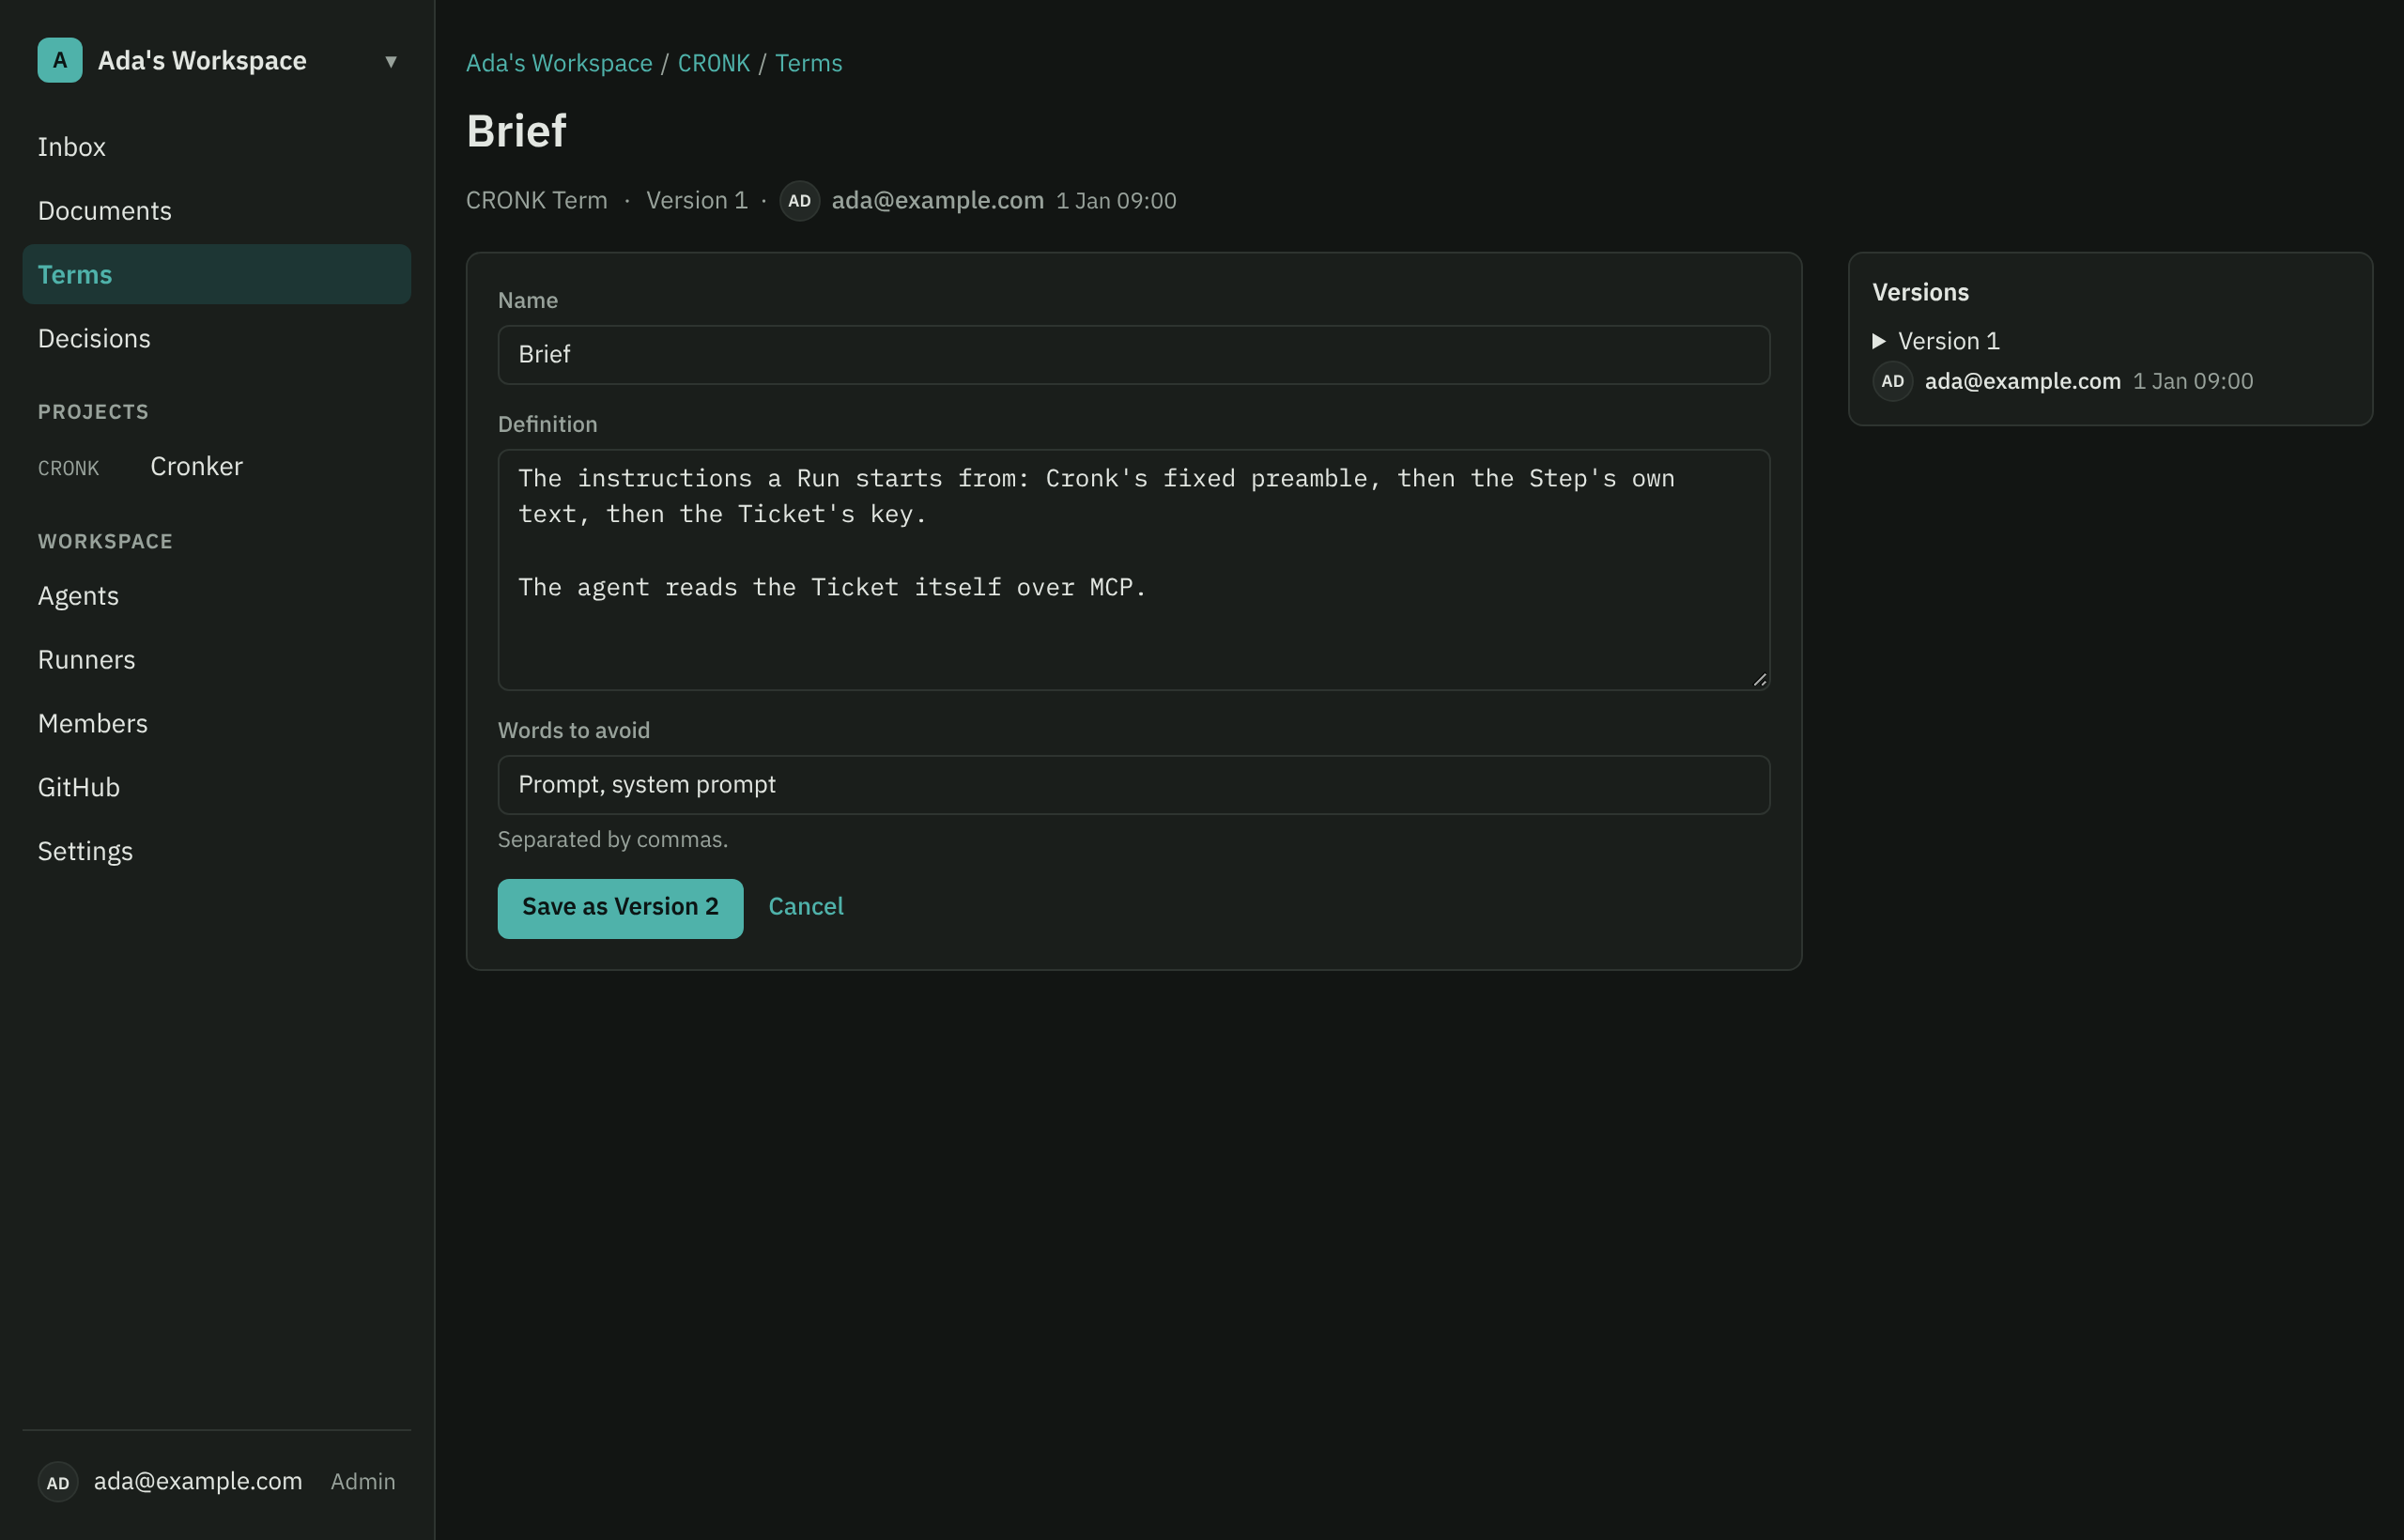 A Ada's Workspace ▼
Inbox
Documents
Terms
Decisions
PROJECTS
CRONK Cronker
WORKSPACE
Agents
Runners
Members
GitHub
Settings
AD ada@example.com Admin
Ada's Workspace / CRONK / Terms
Brief
CRONK Term · Version 1 · AD ada@example.com 1 Jan 09:00
Name
Brief
Definition
The instructions a Run starts from: Cronk's fixed preamble, then the Step's own
text, then the Ticket's key.
The agent reads the Ticket itself over MCP.
Words to avoid
Prompt, system prompt
Separated by commas.
Save as Version 2 Cancel
Versions
▶ Version 1
AD ada@example.com 1 Jan 09:00